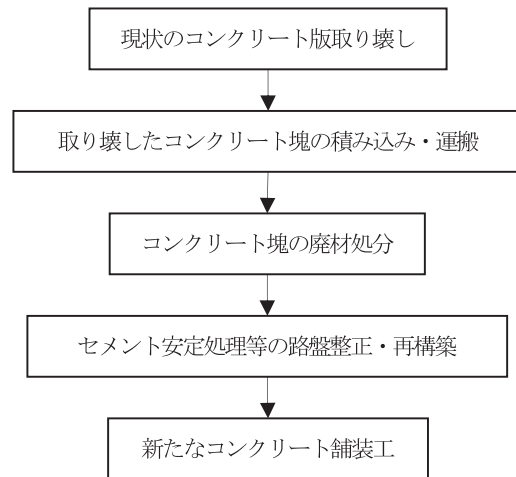 現状のコンクリート版取り壊し
取り壊したコンクリート塊の積み込み・運搬
コンクリート塊の廃材処分
セメント安定処理等の路盤整正・再構築
新たなコンクリート舗装工